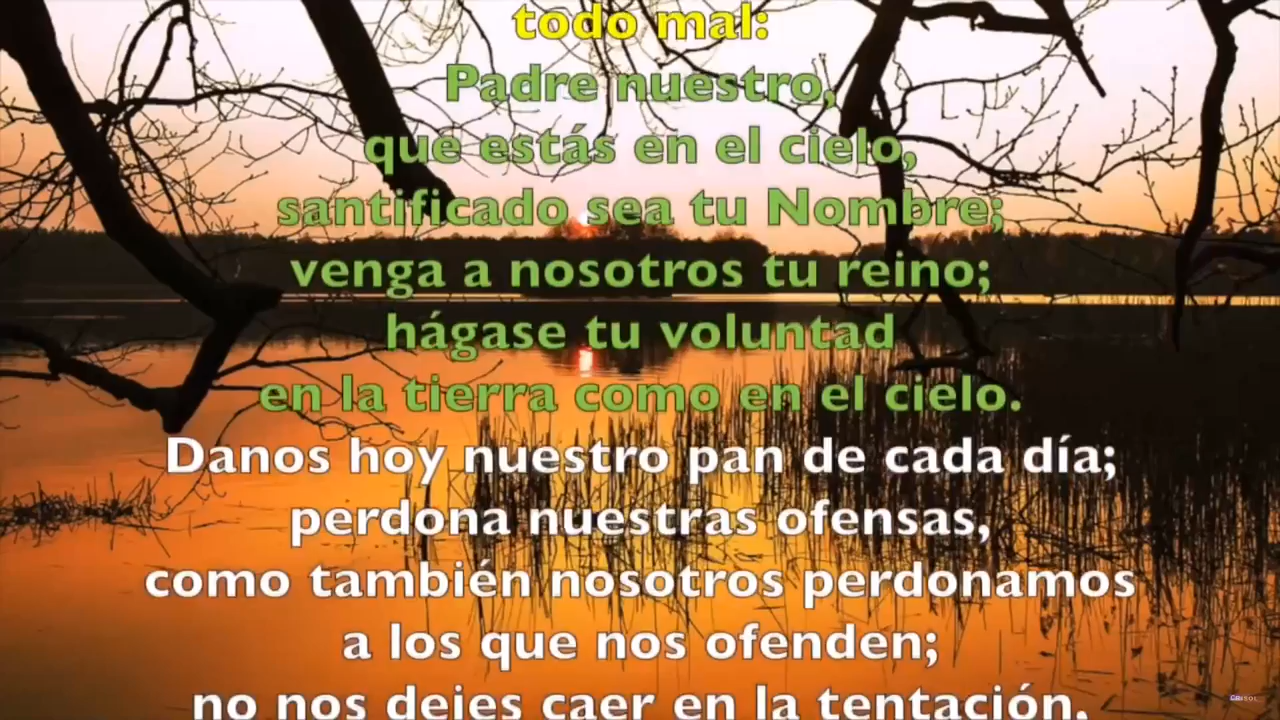 todo mal:
Padre nuestro,
que estás en el cielo,
santificado sea tu Nombre;
venga a nosotros tu reino;
hágase tu voluntad
en la tierra como en el cielo.
Danos hoy nuestro pan de cada día;
perdona nuestras ofensas,
como también nosotros perdonamos
a los que nos ofenden;
no nos dejes caer en la tentación,